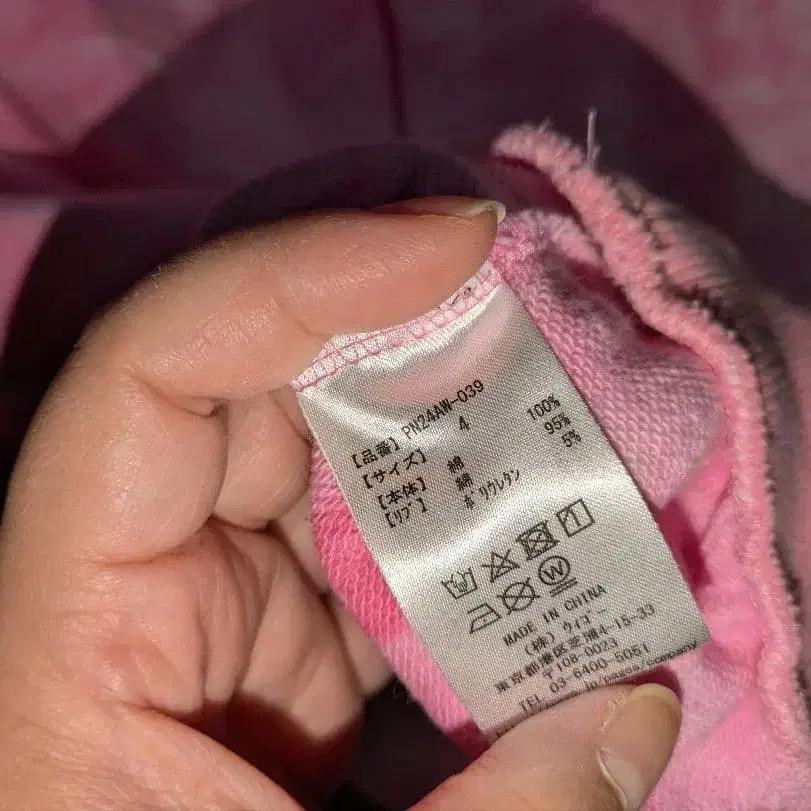 【品番】PN24AW-039
【サイズ】 4
【本体】 綿 100%
【リブ】 綿 95%
ポリウレタン 5%
W
MADE IN CHINA
(株)ウィゴー
東京都港区芝浦4-15-33
〒108-0023
TEL 03-6400-5051